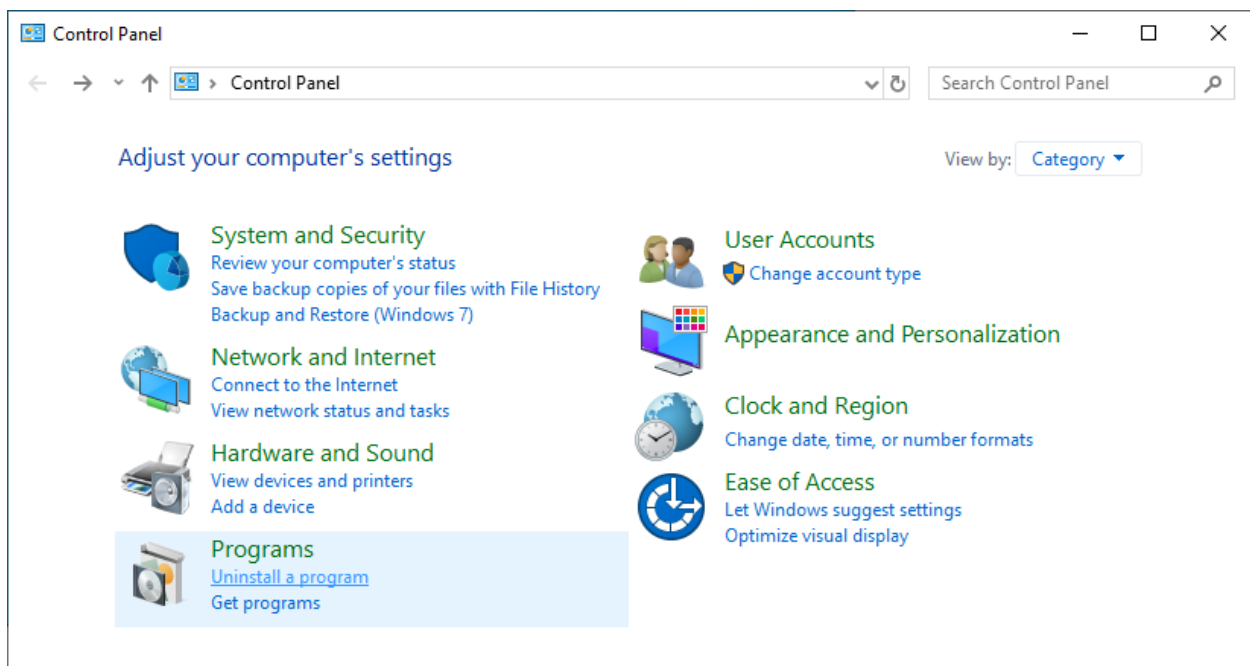 Control Panel
Control Panel
Search Control Panel
Adjust your computer's settings
View by: Category
System and Security
Review your computer's status
Save backup copies of your files with File History
Backup and Restore (Windows 7)
Network and Internet
Connect to the Internet
View network status and tasks
Hardware and Sound
View devices and printers
Add a device
Programs
Uninstall a program
Get programs
User Accounts
Change account type
Appearance and Personalization
Clock and Region
Change date, time, or number formats
Ease of Access
Let Windows suggest settings
Optimize visual display